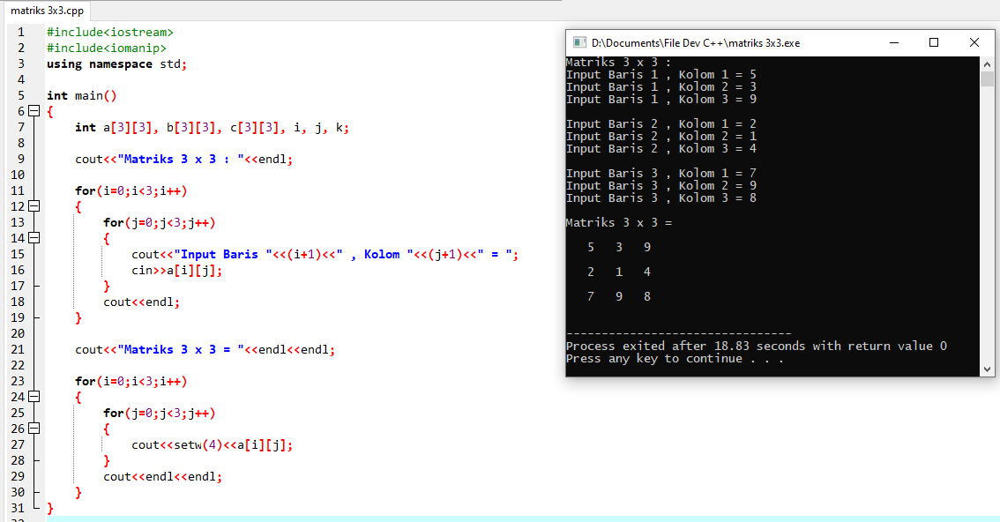 matriks 3x3.cpp
1 #include<iostream>
2 #include<iomanip>
3 using namespace std;
4
5 int main()
6 {
7 int a[3][3], b[3][3], c[3][3], i, j, k;
8
9 cout<<"Matriks 3 x 3 : "<<endl;
10
11 for(i=0;i<3;i++)
12 {
13 for(j=0;j<3;j++)
14 {
15 cout<<"Input Baris "<<(i+1)<<" , Kolom "<<(j+1)<<" = ";
16 cin>>a[i][j];
17 }
18 cout<<endl;
19 }
20
21 cout<<"Matriks 3 x 3 = "<<endl<<endl;
22
23 for(i=0;i<3;i++)
24 {
25 for(j=0;j<3;j++)
26 {
27 cout<<setw(4)<<a[i][j];
28 }
29 cout<<endl<<endl;
30 }
31 }
D:\Documents\File Dev C++\matriks 3x3.exe
Matriks 3 x 3 :
Input Baris 1 , Kolom 1 = 5
Input Baris 1 , Kolom 2 = 3
Input Baris 1 , Kolom 3 = 9
Input Baris 2 , Kolom 1 = 2
Input Baris 2 , Kolom 2 = 1
Input Baris 2 , Kolom 3 = 4
Input Baris 3 , Kolom 1 = 7
Input Baris 3 , Kolom 2 = 9
Input Baris 3 , Kolom 3 = 8
Matriks 3 x 3 =
5 3 9
2 1 4
7 9 8
--------------------------------
Process exited after 18.83 seconds with return value 0
Press any key to continue . . .